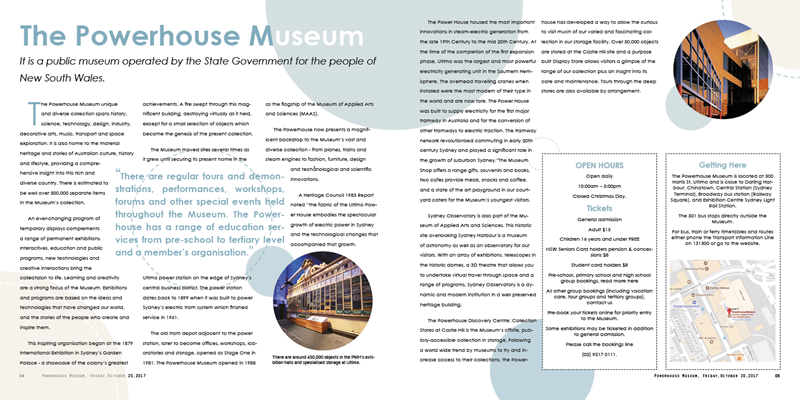 The Powerhouse Museum
It is a public museum operated by the State Government for the people of
New South Wales.
The Powerhouse Museum unique
and diverse collection spans history,
science, technology, design, industry,
decorative arts, music, transport and space
exploration. It is also home to the material
heritage and stories of Australian culture, history
and lifestyle, providing a compre-
hensive insight into this rich and
diverse country. There is estimated to
be well over 500,000 separate items
in the Museum's collection.
An ever-changing program of
temporary displays complements
a range of permanent exhibitions.
Interactives, education and public
programs, new technologies and
creative interactions bring the
collection to life. Learning and creativity
are a strong focus of the Museum. Exhibitions
and programs are based on the ideas and
technologies that have changed our world,
and the stories of the people who create and
inspire them.
This inspiring organisation began at the 1879
International Exhibition in Sydney's Garden
Palace - a showcase of the colony's greatest
achievements. A fire swept through this mag-
nificent building, destroying virtually all it held,
except for a small selection of objects which
became the genesis of the present collection.
The Museum moved sites several times as
it grew until securing its present home in the
"There are regular tours and demon-
strations, performances, workshops,
forums and other special events held
throughout the Museum. The Power-
house has a range of education ser-
vices from pre-school to tertiary level
and a member's organisation."
Ultimo power station on the edge of Sydney's
central business district. The power station
dates back to 1899 when it was built to power
Sydney's electric tram system which finished
service in 1961.
The old tram depot adjacent to the power
station, later to become offices, workshops, lab-
oratories and storage, opened as Stage One in
1981. The Powerhouse Museum opened in 1988
as the flagship of the Museum of Applied Arts
and Sciences (MAAS).
The Powerhouse now presents a magnif-
icent backdrop to the Museum's vast and
diverse collection - from planes, trains and
steam engines to fashion, furniture, design
and technological and scientific
innovations.
A Heritage Council 1983 Report
noted "the fabric of the Ultimo Pow-
er House embodies the spectacular
growth of electric power in Sydney
and the technological changes that
accompanied that growth.
There are around 450,000 objects in the PHM's exhi-
bition halls and specialised storage at Ultimo.
04 Powerhouse Museum, Friday, October 20, 2017
The Power House housed the most important
innovations in steam-electric generation from
the late 19th Century to the mid 20th Century. At
the time of the completion of the first expansion
phase, Ultimo was the largest and most powerful
electricity generating unit in the Southern Hem-
isphere. The overhead travelling cranes when
installed were the most modern of their type in
the world and are now rare. The Power House
was built to supply electricity for the first major
tramway in Australia and for the conversion of
other tramways to electric traction. The tramway
network revolutionised commuting in early 20th
century Sydney and played a significant role in
the growth of suburban Sydney."The Museum
Shop offers a range gifts, souvenirs and books,
two cafes provide meals, snacks and coffee,
and a state of the art playground in our court-
yard caters for the Museum's youngest visitors.
Sydney Observatory is also part of the Mu-
seum of Applied Arts and Sciences. This historic
site overlooking Sydney Harbour is a museum
of astronomy as well as an observatory for our
visitors. With an array of exhibitions, telescopes in
the historic domes, a 3D theatre that allows you
to undertake virtual travel through space and a
range of programs, Sydney Observatory is a dy-
namic and modern institution in a well preserved
heritage building.
The Powerhouse Discovery Centre: Collection
Stores at Castle Hill is the Museum's offsite, pub-
licly-accessible collection in storage. Following
a world wide trend by museums to try and in-
crease access to their collections, the Power-
house has developed a way to allow the curious
to visit much of our varied and fascinating col-
lection in our storage facility. Over 50,000 objects
are stored at the Castle Hill site and a purpose
built Display Store allows visitors a glimpse of the
range of our collection plus an insight into its
care and maintenance. Tours through the deep
stores are also available by arrangement.
OPEN HOURS
Open daily
10:00am – 5:00pm
Closed Christmas Day.
Tickets
General admission
Adult $15
Children 16 years and under FREE
NSW Seniors Card holders pension & conces-
sions $8
Student card holders $8
Pre-school, primary school and high school
group bookings, read more here
All other group bookings (including vacation
care, tour groups and tertiary groups),
contact us
Pre-book your tickets online for priority entry
to the Museum.
Some exhibitions may be ticketed in addition
to general admission.
Please call the bookings line
(02) 9217 0111.
Getting Here
The Powerhouse Museum is located at 500
Harris St, Ultimo and is close to Darling Har-
bour, Chinatown, Central Station (Sydney
Terminal), Broadway bus station (Railway
Square), and Exhibition Centre Sydney Light
Rail Station.
The 501 bus stops directly outside the
Museum.
For bus, train or ferry timetables and routes
either phone the Transport Information Line
on 131500 or go to the website.
Powerhouse Museum, Friday, October 20, 2017 05